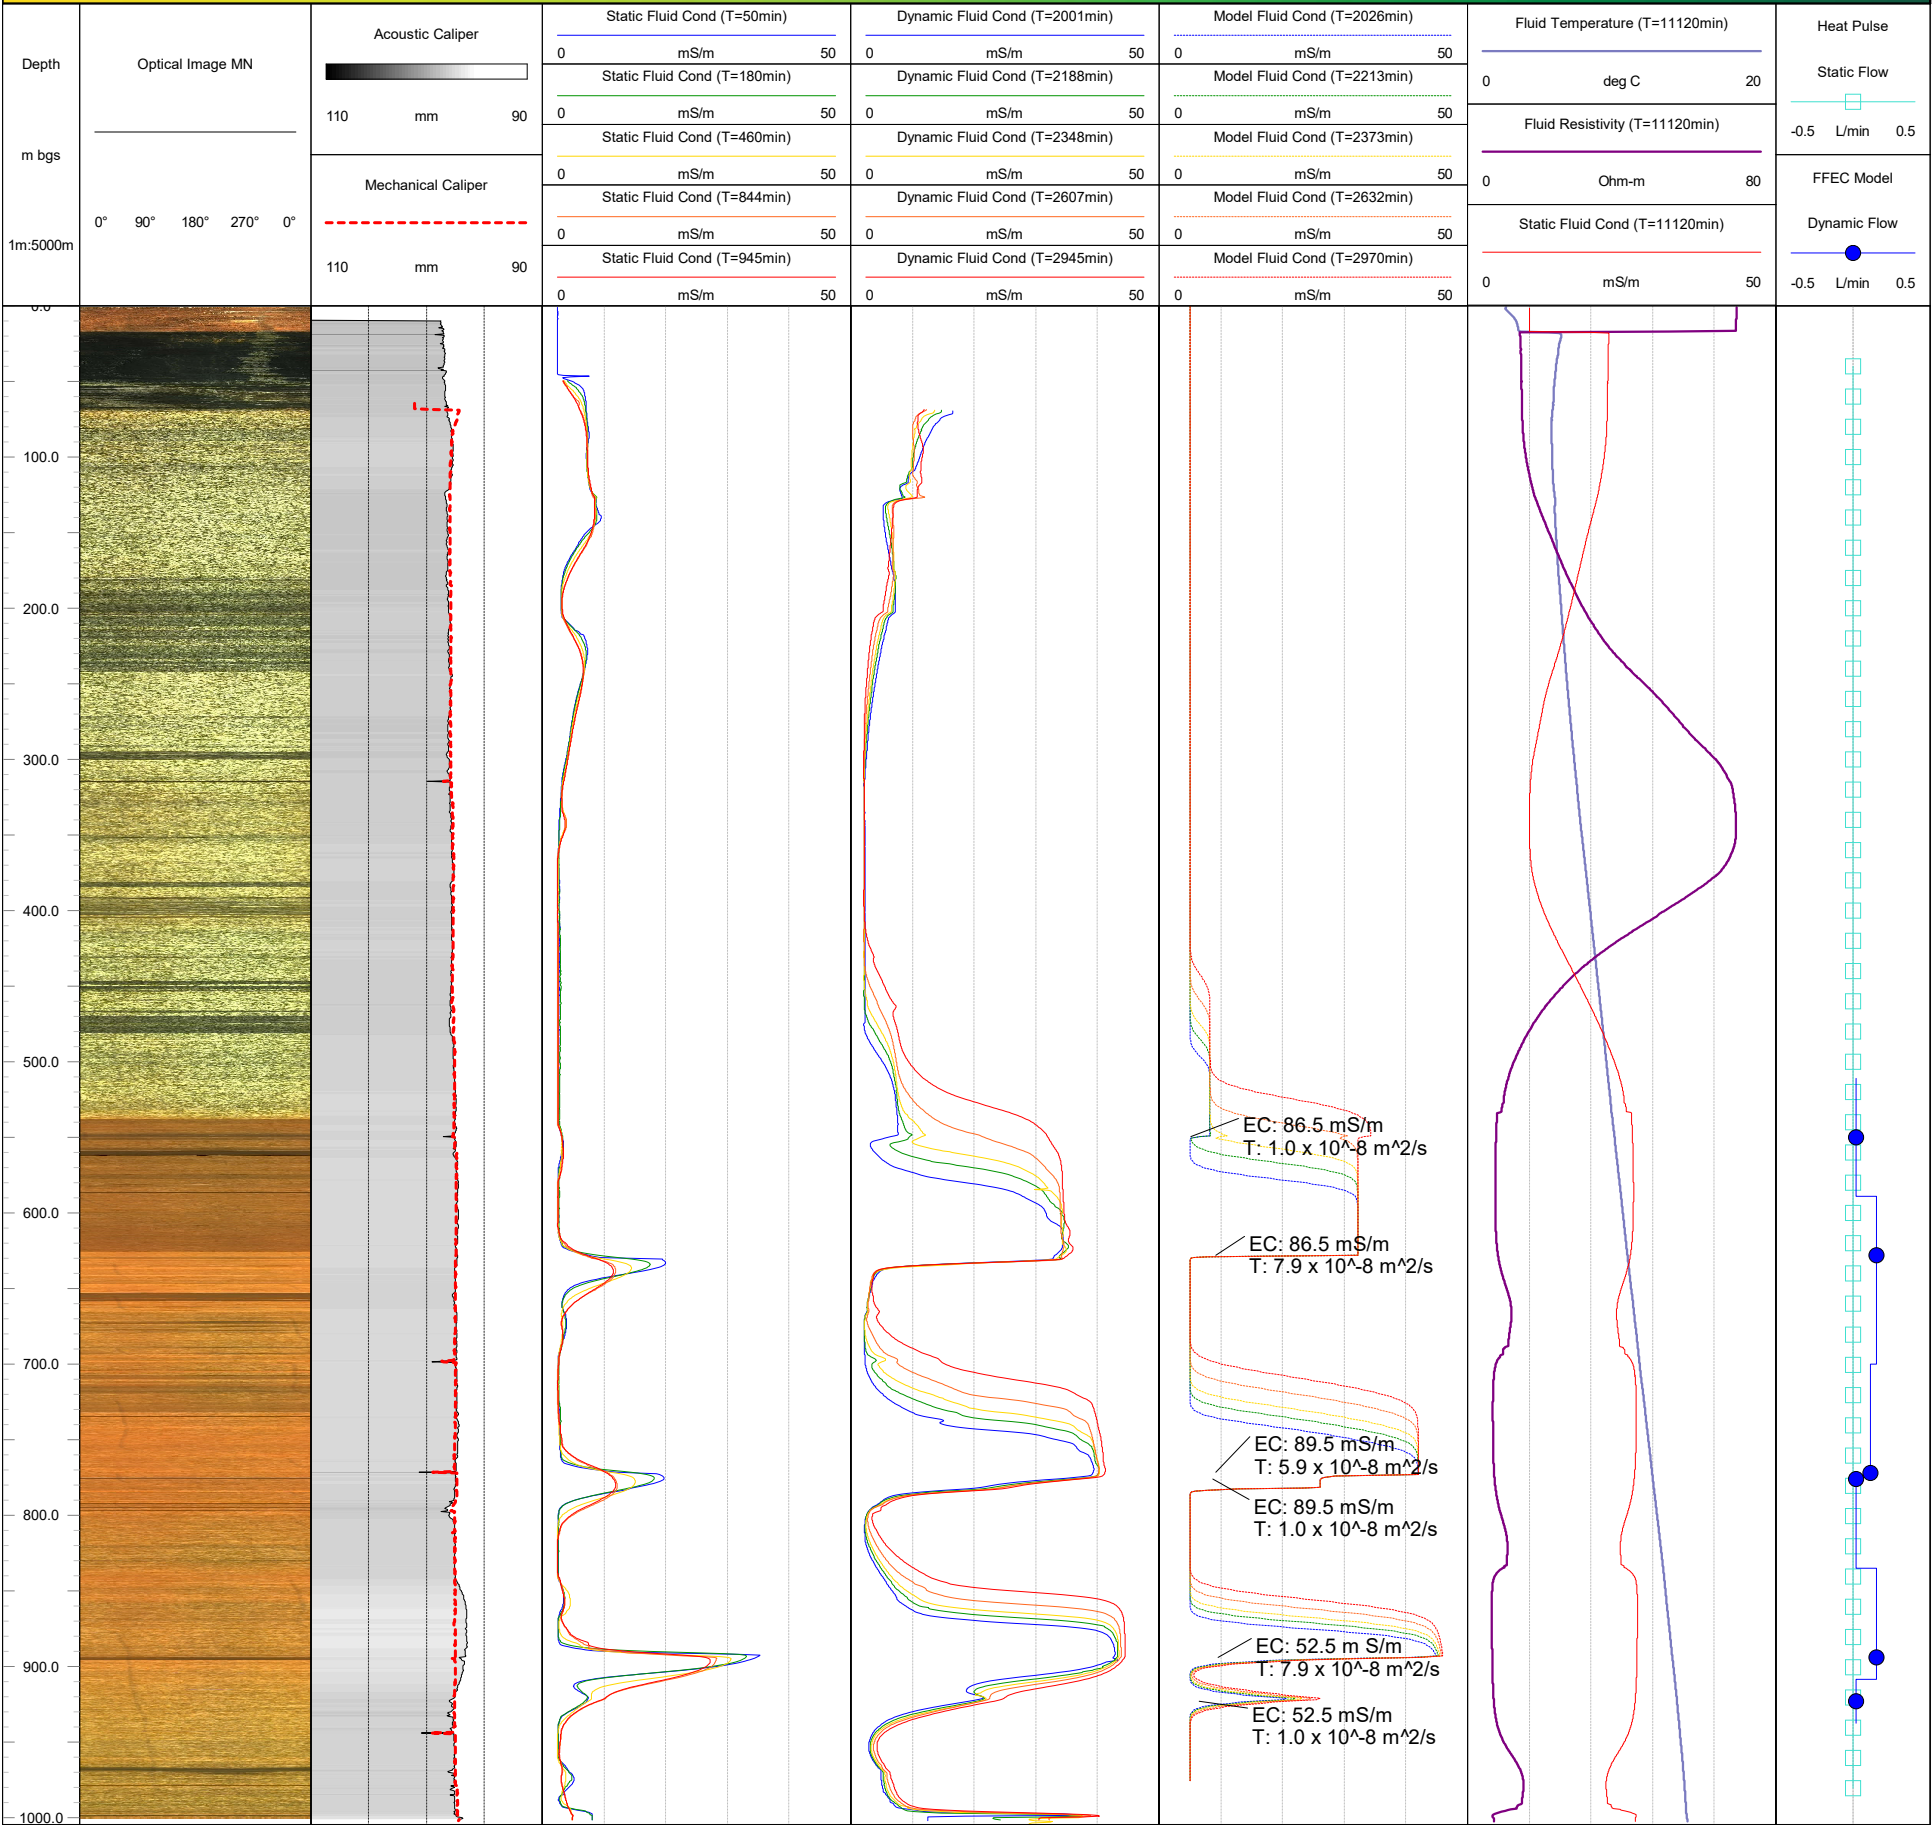 Depth
m bgs
1m:5000m
Optical Image MN
0° 90° 180° 270° 0°
Acoustic Caliper
110 mm 90
Mechanical Caliper
110 mm 90
Static Fluid Cond (T=50min)
0 mS/m 50
Static Fluid Cond (T=180min)
0 mS/m 50
Static Fluid Cond (T=460min)
0 mS/m 50
Static Fluid Cond (T=844min)
0 mS/m 50
Static Fluid Cond (T=945min)
0 mS/m 50
Dynamic Fluid Cond (T=2001min)
0 mS/m 50
Dynamic Fluid Cond (T=2188min)
0 mS/m 50
Dynamic Fluid Cond (T=2348min)
0 mS/m 50
Dynamic Fluid Cond (T=2607min)
0 mS/m 50
Dynamic Fluid Cond (T=2945min)
0 mS/m 50
Model Fluid Cond (T=2026min)
0 mS/m 50
Model Fluid Cond (T=2213min)
0 mS/m 50
Model Fluid Cond (T=2373min)
0 mS/m 50
Model Fluid Cond (T=2632min)
0 mS/m 50
Model Fluid Cond (T=2970min)
0 mS/m 50
Fluid Temperature (T=11120min)
0 deg C 20
Fluid Resistivity (T=11120min)
0 Ohm-m 80
Static Fluid Cond (T=11120min)
0 mS/m 50
Heat Pulse
Static Flow
-0.5 L/min 0.5
FFEC Model
Dynamic Flow
-0.5 L/min 0.5
0.0
100.0
200.0
300.0
400.0
500.0
600.0
700.0
800.0
900.0
1000.0
EC: 86.5 mS/m
T: 1.0 x 10^-8 m^2/s
EC: 86.5 mS/m
T: 7.9 x 10^-8 m^2/s
EC: 89.5 mS/m
T: 5.9 x 10^-8 m^2/s
EC: 89.5 mS/m
T: 1.0 x 10^-8 m^2/s
EC: 52.5 m S/m
T: 7.9 x 10^-8 m^2/s
EC: 52.5 mS/m
T: 1.0 x 10^-8 m^2/s